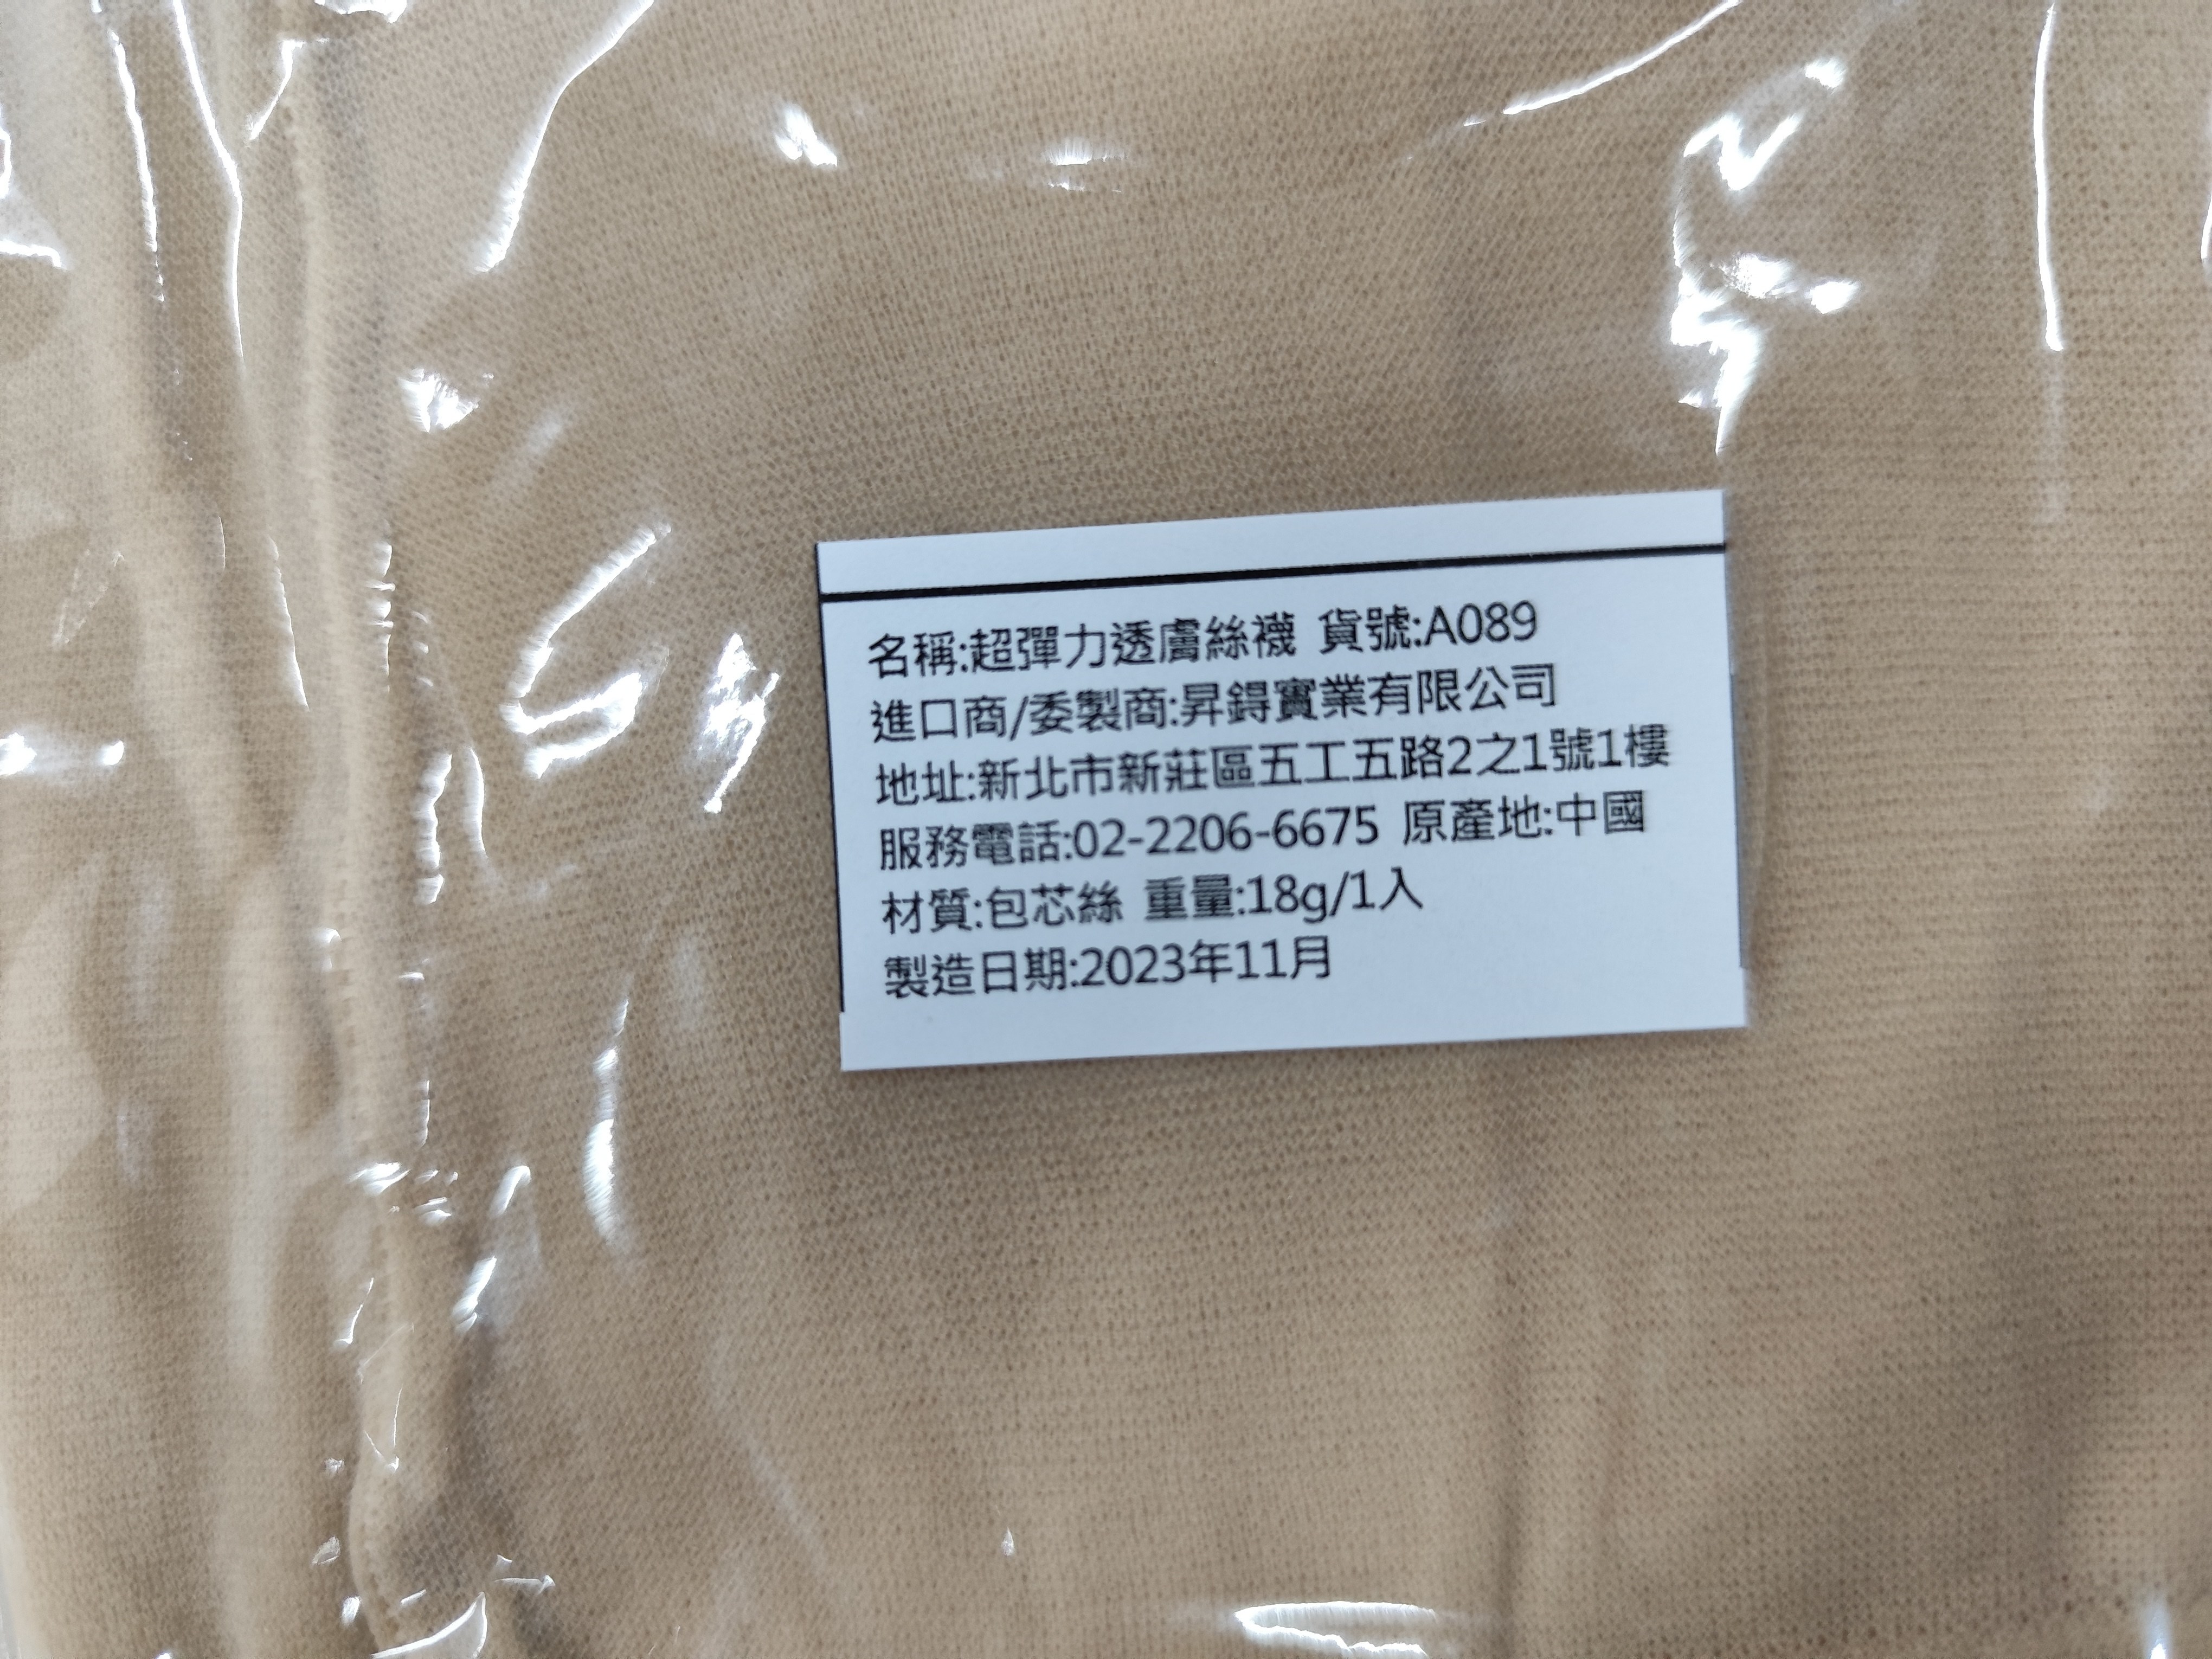 名稱:超彈力透膚絲襪 貨號:A089
進口商/委製商:昇鍀實業有限公司
地址:新北市新莊區五工五路2之1號1樓
服務電話:02-2206-6675 原產地:中國
材質:包芯絲 重量:18g/1入
製造日期:2023年11月